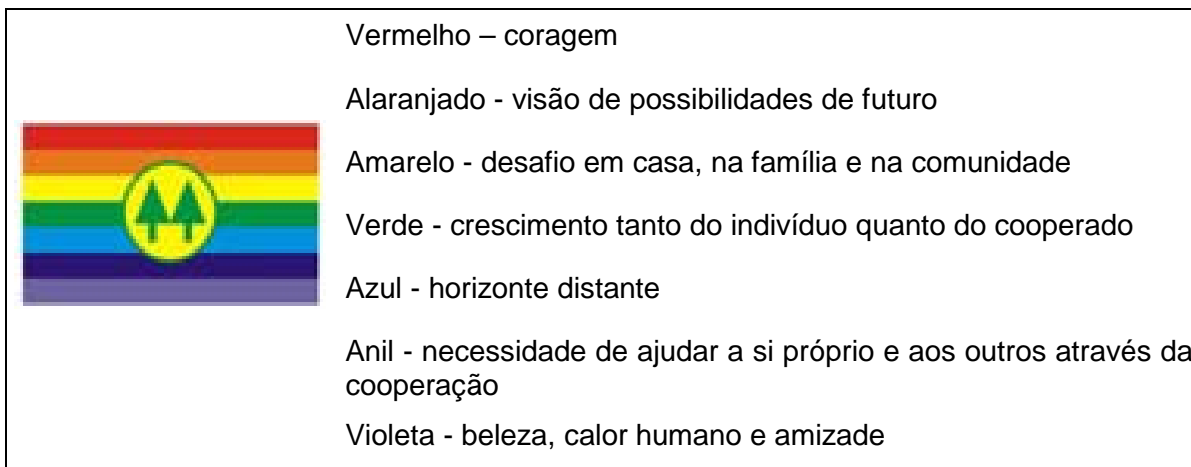 Vermelho – coragem
Alaranjado - visão de possibilidades de futuro
Amarelo - desafio em casa, na família e na comunidade
Verde - crescimento tanto do indivíduo quanto do cooperado
Azul - horizonte distante
Anil - necessidade de ajudar a si próprio e aos outros através da
cooperação
Violeta - beleza, calor humano e amizade